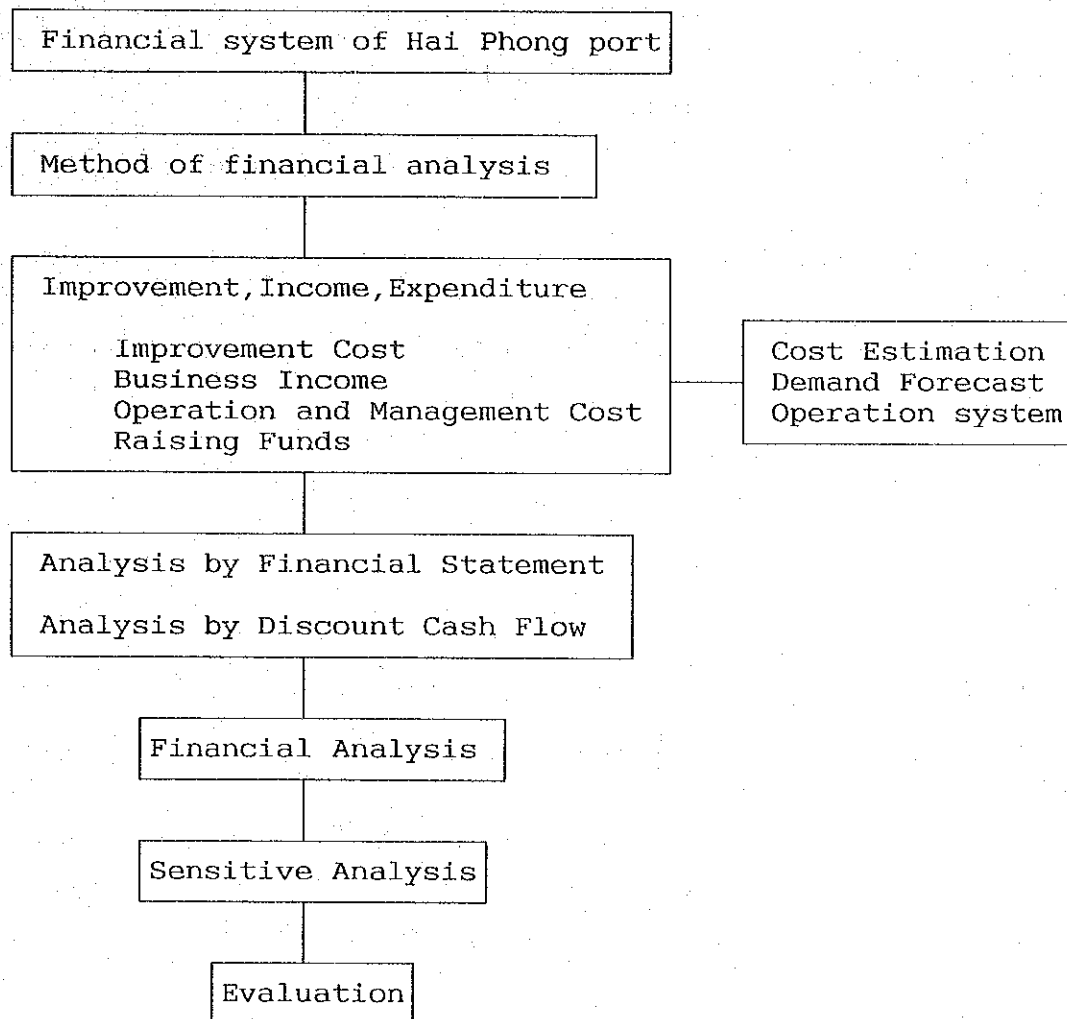 Financial system of Hai Phong port
Method of financial analysis
Improvement,Income,Expenditure
Improvement Cost
Business Income
Operation and Management Cost
Raising Funds
Cost Estimation
Demand Forecast
Operation system
Analysis by Financial Statement
Analysis by Discount Cash Flow
Financial Analysis
Sensitive Analysis
Evaluation